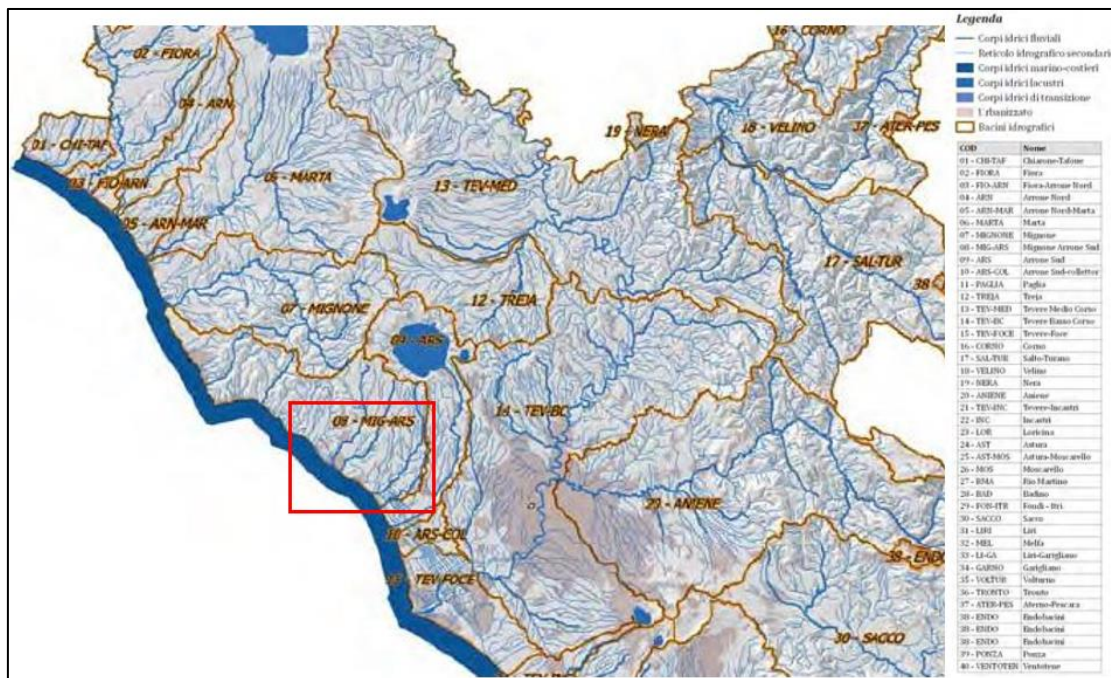 16 - CORNO
02 - FIORA
04 - ARN
19 - NERA
18 - VELINO
37 - ATER-PES
01 - CHI-TAF
03 - FIO-ARN
06 - MARTA
13 - TEV-MED
05 - ARN-MAR
17 - SAL-TUR
38 -
12 - TREJA
07 - MIGNONE
09 - ARS
08 - MIG-ARS
14 - TEV-BC
29 - ANIENE
10 - ARS-COL
38 - ENDO
TEV-FOCE
30 - SACCO
Legenda
Corpi idrici fluviali
Reticolo idrografico secondari
Corpi idrici marino-costieri
Corpi idrici lacustri
Corpi idrici di transizione
Urbanizzato
Bacini idrografici
COD Nome
01 - CHI-TAF Chiarone-Tafone
02 - FIORA Fiora
03 - FIO-ARN Fiora-Arrone Nord
04 - ARN Arrone Nord
05 - ARN-MAR Arrone Nord-Marta
06 - MARTA Marta
07 - MIGNONE Mignone
08 - MIG-ARS Mignone Arrone Sud
09 - ARS Arrone Sud
10 - ARS-COL Arrone Sud-collettor
11 - PAGLIA Paglia
12 - TREJA Treja
13 - TEV-MED Tevere Medio Corso
14 - TEV-BC Tevere Basso Corso
15 - TEV-FOCE Tevere-Foce
16 - CORNO Corno
17 - SAL-TUR Salto-Turano
18 - VELINO Velino
19 - NERA Nera
20 - ANIENE Aniene
21 - TEV-INC Tevere-Incastri
22 - INC Incastri
23 - LOR Loricina
24 - AST Astura
25 - AST-MOS Astura-Moscarello
26 - MOS Moscarello
27 - RMA Rio Martino
28 - BAD Badino
29 - FON-ITR Fondi - Itri
30 - SACCO Sacco
31 - LIRI Liri
32 - MEL Melfa
33 - LI-GA Liri-Garigliano
34 - GARNO Garigliano
35 - VOLTUR Volturno
36 - TRONTO Tronto
37 - ATER-PES Aterno-Pescara
38 - ENDO Endobacini
38 - ENDO Endobacini
38 - ENDO Endobacini
39 - PONZA Ponza
40 - VENTOTEN Ventotene